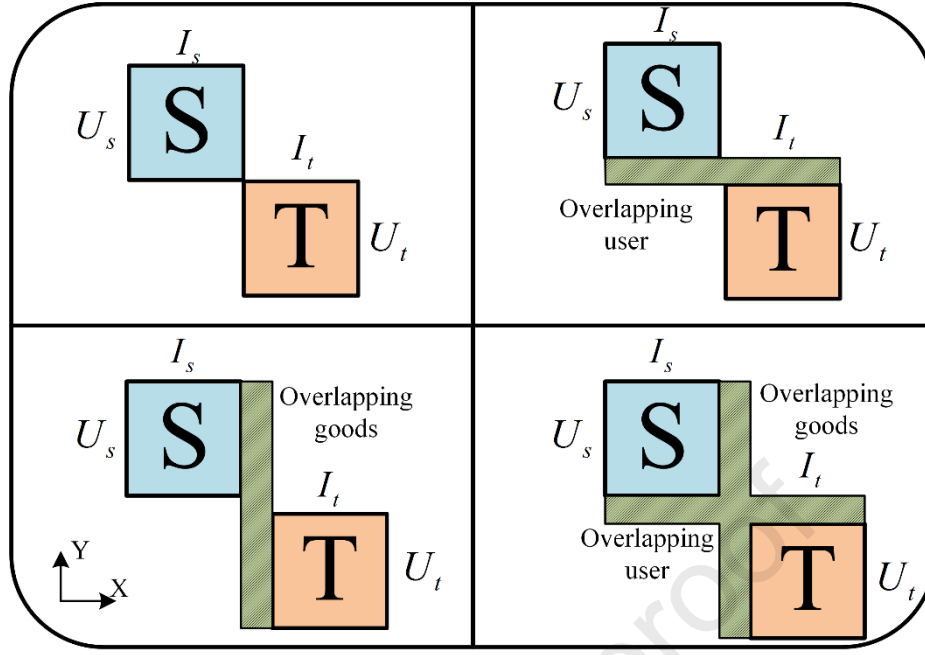 I_s
U_s
S
I_t
T
U_t
I_s
U_s
S
I_t
Overlapping
user
T
U_t
I_s
U_s
S
Overlapping
goods
I_t
T
U_t
Y
X
I_s
U_s
S
Overlapping
goods
I_t
Overlapping
user
T
U_t
proof